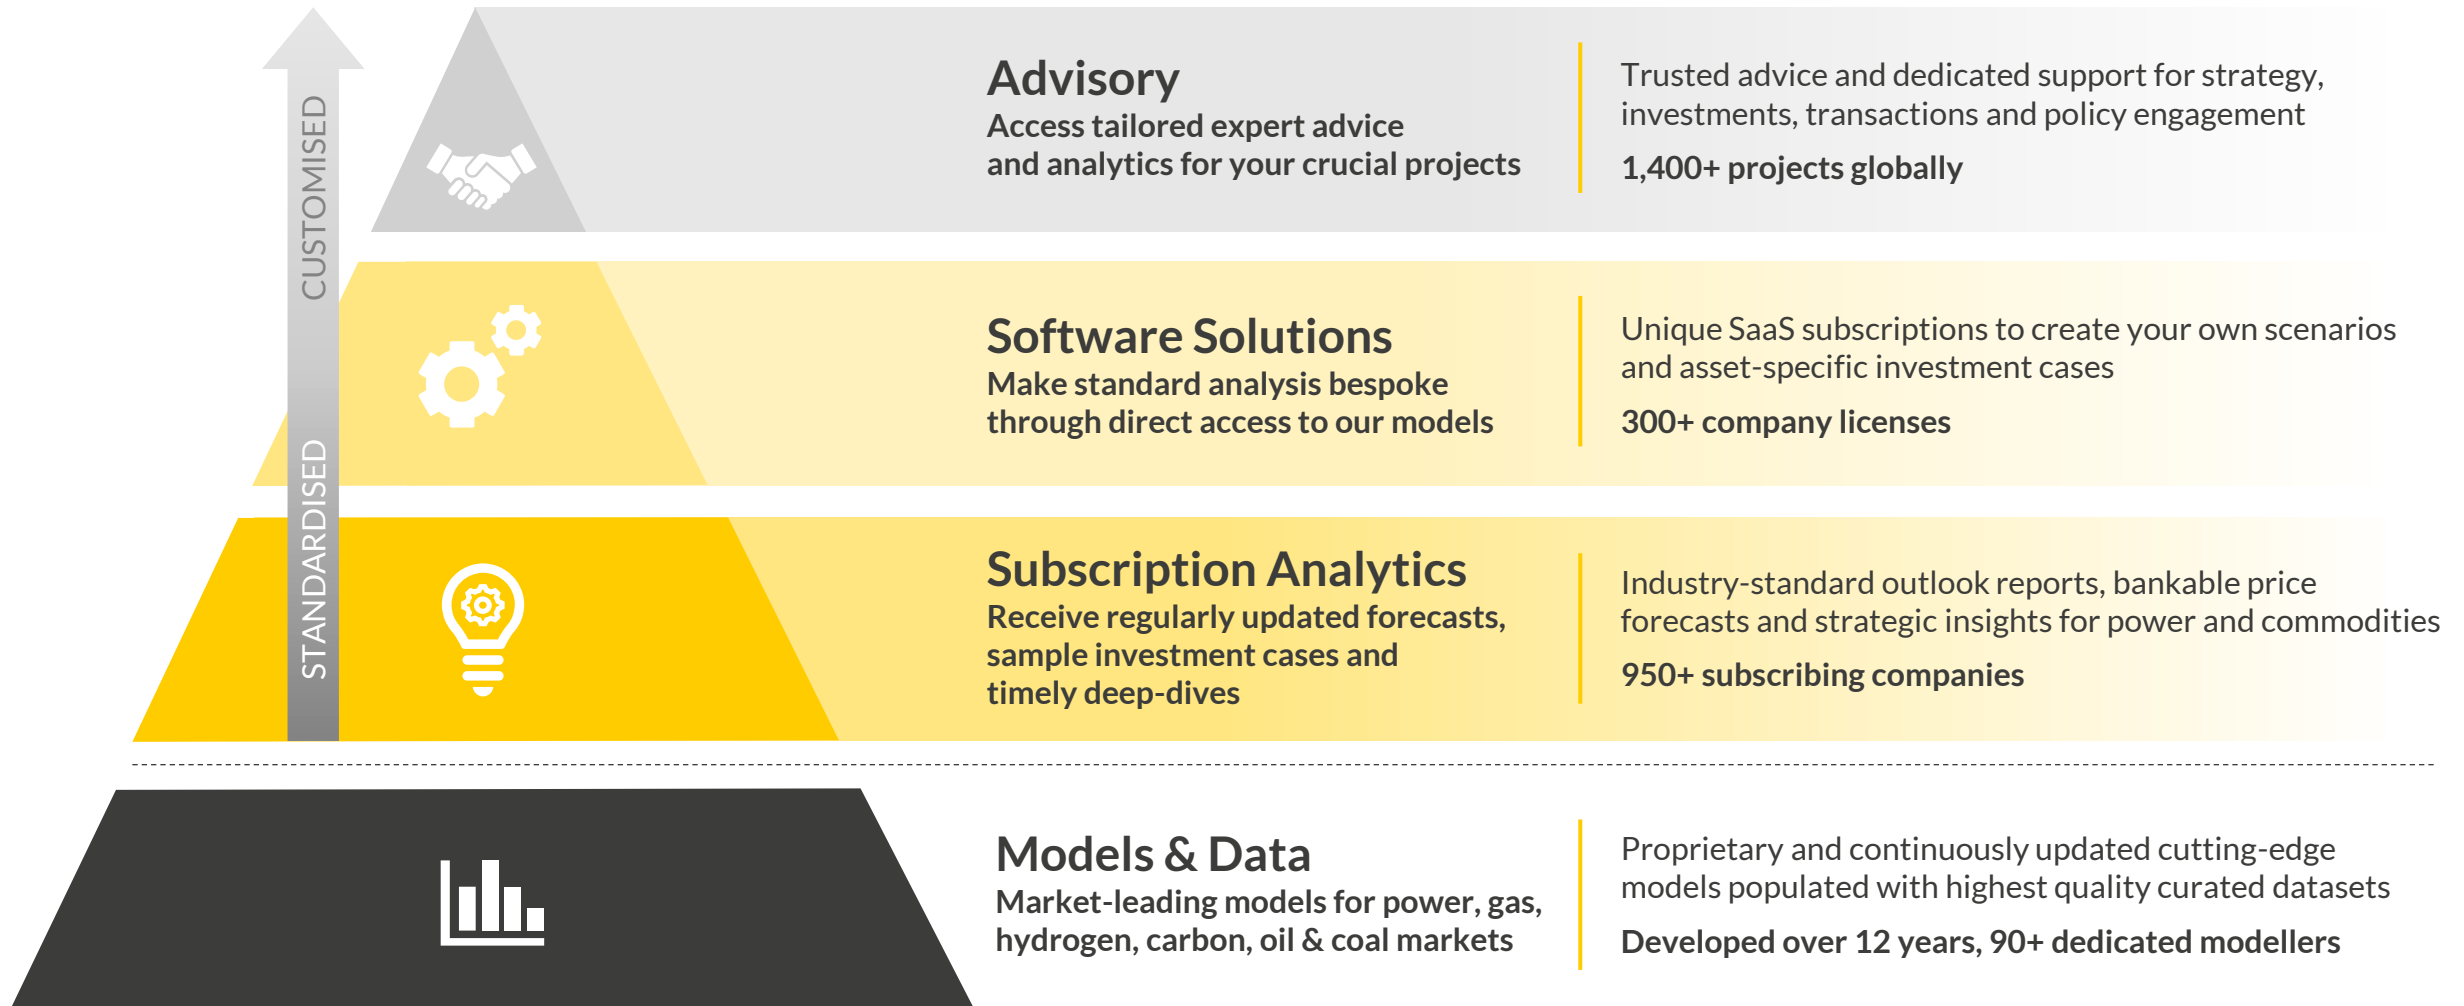 CUSTOMISED
STANDARDISED
Advisory
Access tailored expert advice
and analytics for your crucial projects
Trusted advice and dedicated support for strategy,
investments, transactions and policy engagement
1,400+ projects globally
Software Solutions
Make standard analysis bespoke
through direct access to our models
Unique SaaS subscriptions to create your own scenarios
and asset-specific investment cases
300+ company licenses
Subscription Analytics
Receive regularly updated forecasts,
sample investment cases and
timely deep-dives
Industry-standard outlook reports, bankable price
forecasts and strategic insights for power and commodities
950+ subscribing companies
Models & Data
Market-leading models for power, gas,
hydrogen, carbon, oil & coal markets
Proprietary and continuously updated cutting-edge
models populated with highest quality curated datasets
Developed over 12 years, 90+ dedicated modellers